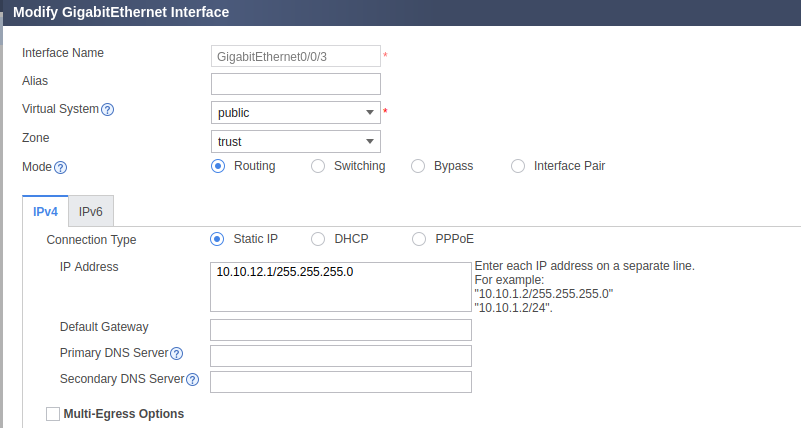 Modify GigabitEthernet Interface
Interface Name GigabitEthernet0/0/3 *
Alias
Virtual System ? public *
Zone trust
Mode ? Routing Switching Bypass Interface Pair
IPv4 IPv6
Connection Type Static IP DHCP PPPoE
IP Address 10.10.12.1/255.255.255.0 Enter each IP address on a separate line.
For example:
"10.10.1.2/255.255.255.0"
"10.10.1.2/24".
Default Gateway
Primary DNS Server ?
Secondary DNS Server ?
Multi-Egress Options